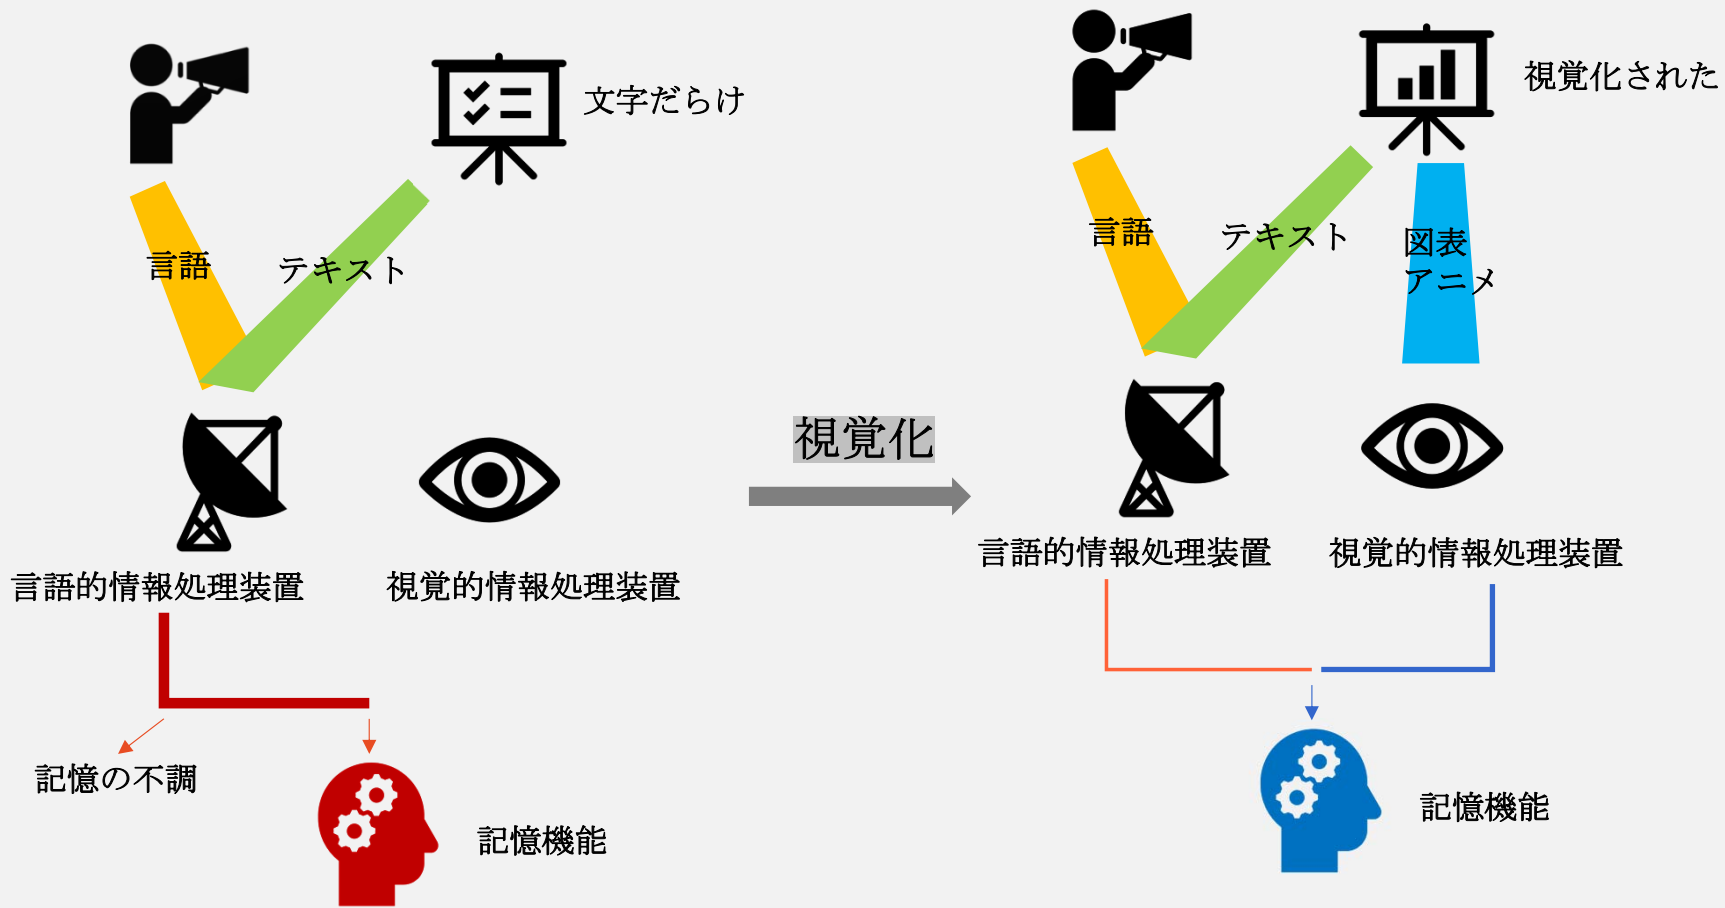 文字だらけ
言語
テキスト
言語的情報処理装置
視覚的情報処理装置
記憶の不調
記憶機能
視覚化
視覚化された
言語
テキスト
図表
アニメ
言語的情報処理装置
視覚的情報処理装置
記憶機能